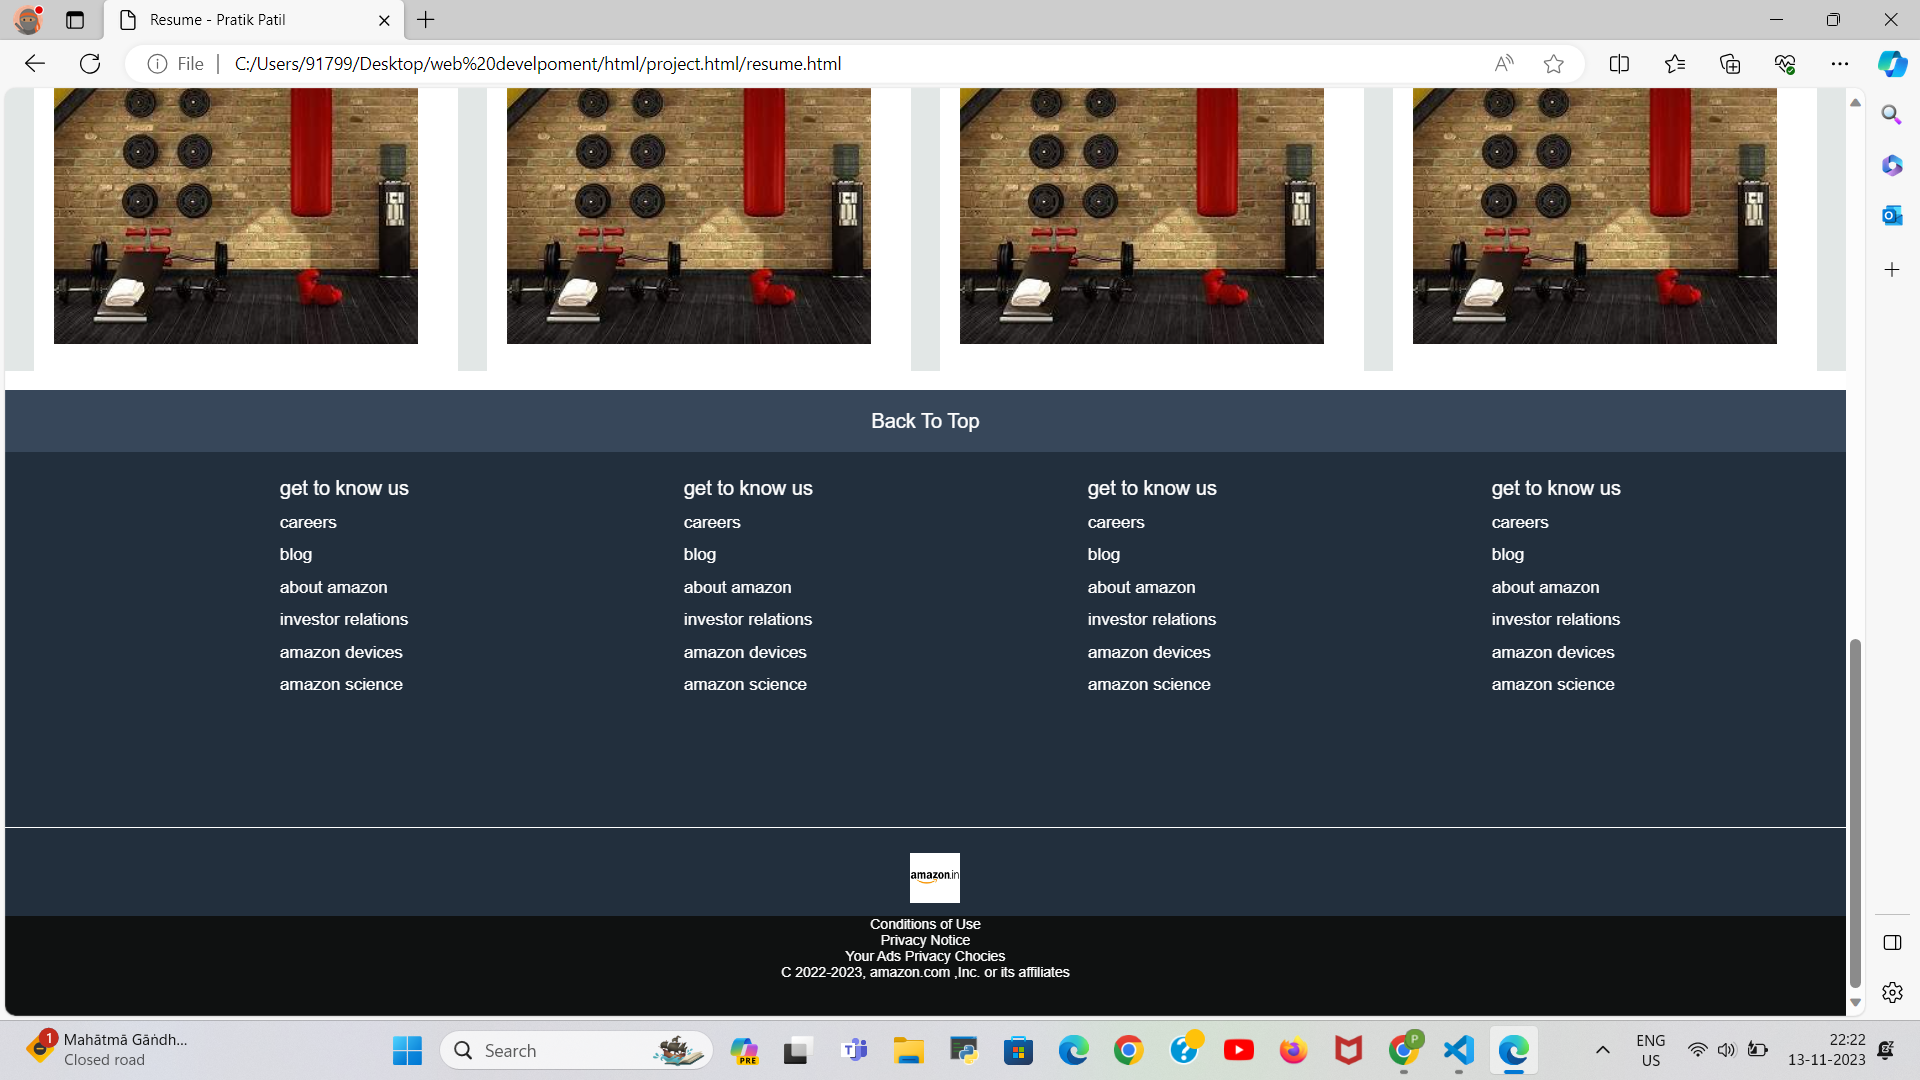 Resume - Pratik Patil
File
C:/Users/91799/Desktop/web%20develpoment/html/project.html/resume.html
Back To Top
get to know us
careers
blog
about amazon
investor relations
amazon devices
amazon science
get to know us
careers
blog
about amazon
investor relations
amazon devices
amazon science
get to know us
careers
blog
about amazon
investor relations
amazon devices
amazon science
get to know us
careers
blog
about amazon
investor relations
amazon devices
amazon science
amazon.in
Conditions of Use
Privacy Notice
Your Ads Privacy Chocies
C 2022-2023, amazon.com ,Inc. or its affiliates
1
Mahātmā Gāṅdh...
Closed road
Search
PRE
P
ENG
US
22:22
13-11-2023